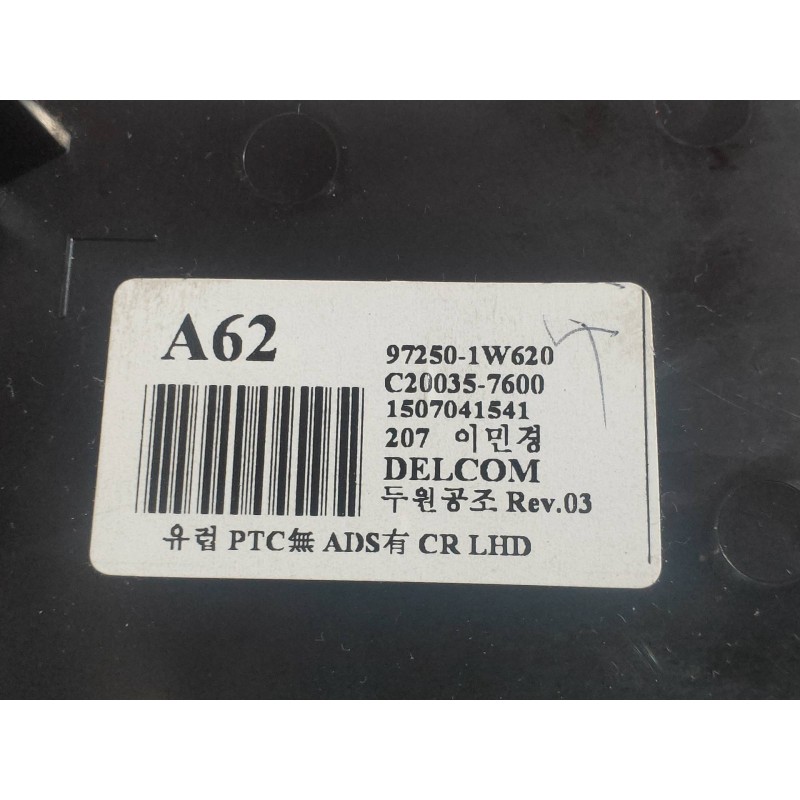 A62
97250-1W620
C20035-7600
1507041541
207 이민경
DELCOM
두원공조 Rev.03
유럽 PTC無 ADS有 CR LHD